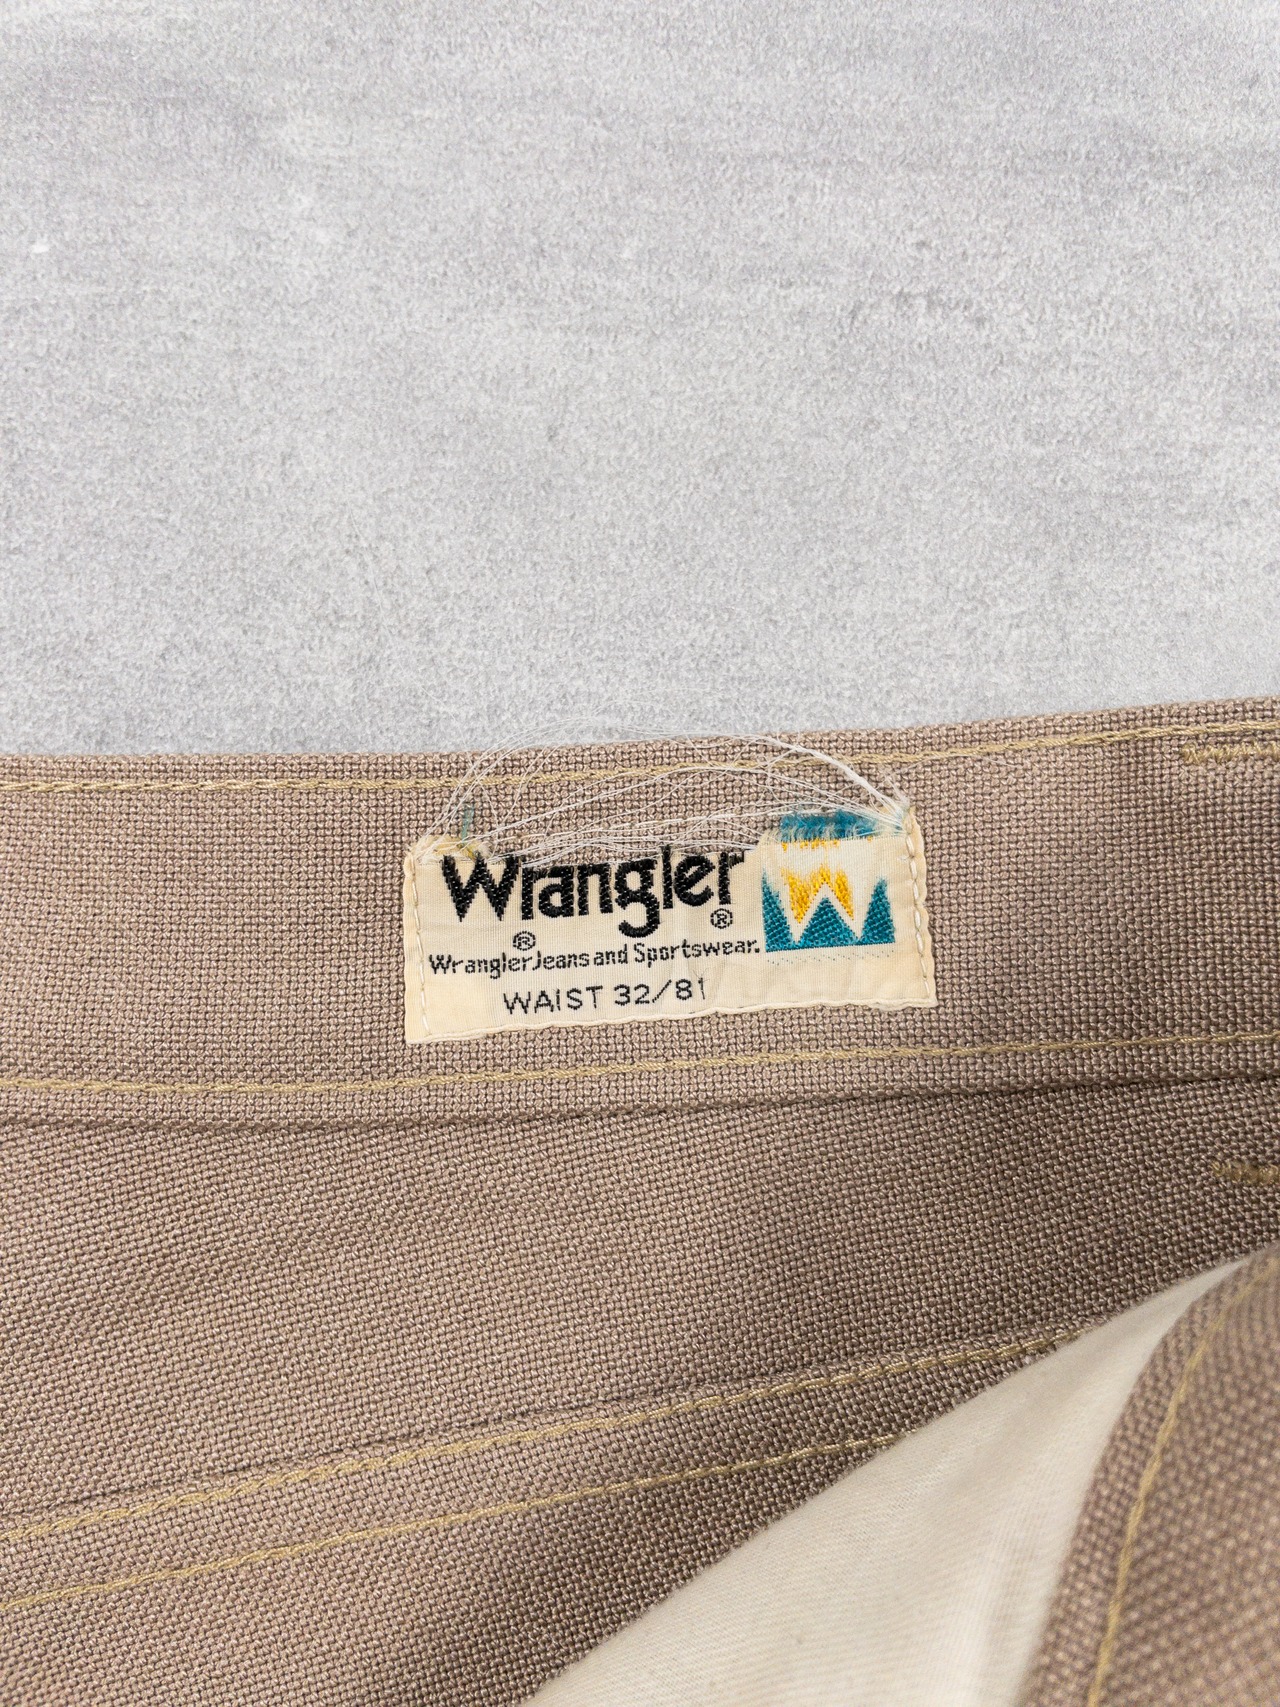 Wrangler ® W
®
Wrangler Jeans and Sportswear.
WAIST 32/81